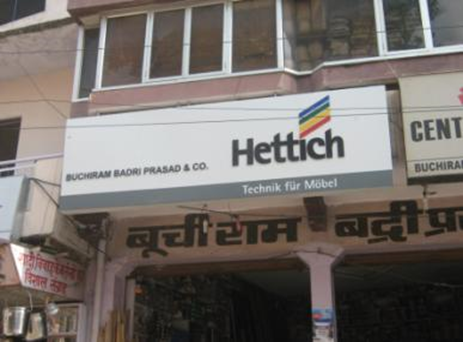 Hettich
BUCHIRAM BADRI PRASAD & CO.
Technik für Möbel
CENT
BUCHIRAM
बूची राम बद्री